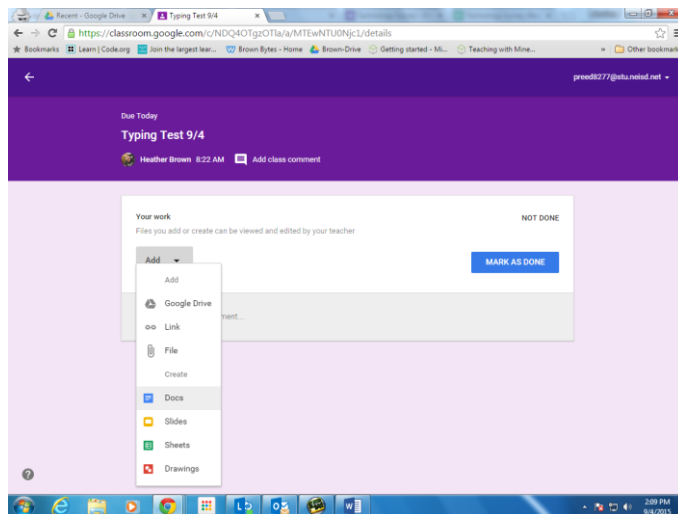 Recent - Google Drive
Typing Test 9/4
https://classroom.google.com/c/NDQ4OTgzOTIa/a/MTEwNTU0Njc1/details
Bookmarks
Learn | Code.org
Join the largest lear...
Brown Bytes - Home
Brown-Drive
Getting started - Mi...
Teaching with Mine...
»
Other bookmark
preed8277@stu.neisd.net
Due Today
Typing Test 9/4
Heather Brown 8:22 AM
Add class comment
Your work
NOT DONE
Files you add or create can be viewed and edited by your teacher
Add
MARK AS DONE
Add
Google Drive
Link
File
Create
Docs
Slides
Sheets
Drawings
2:09 PM
9/4/2015